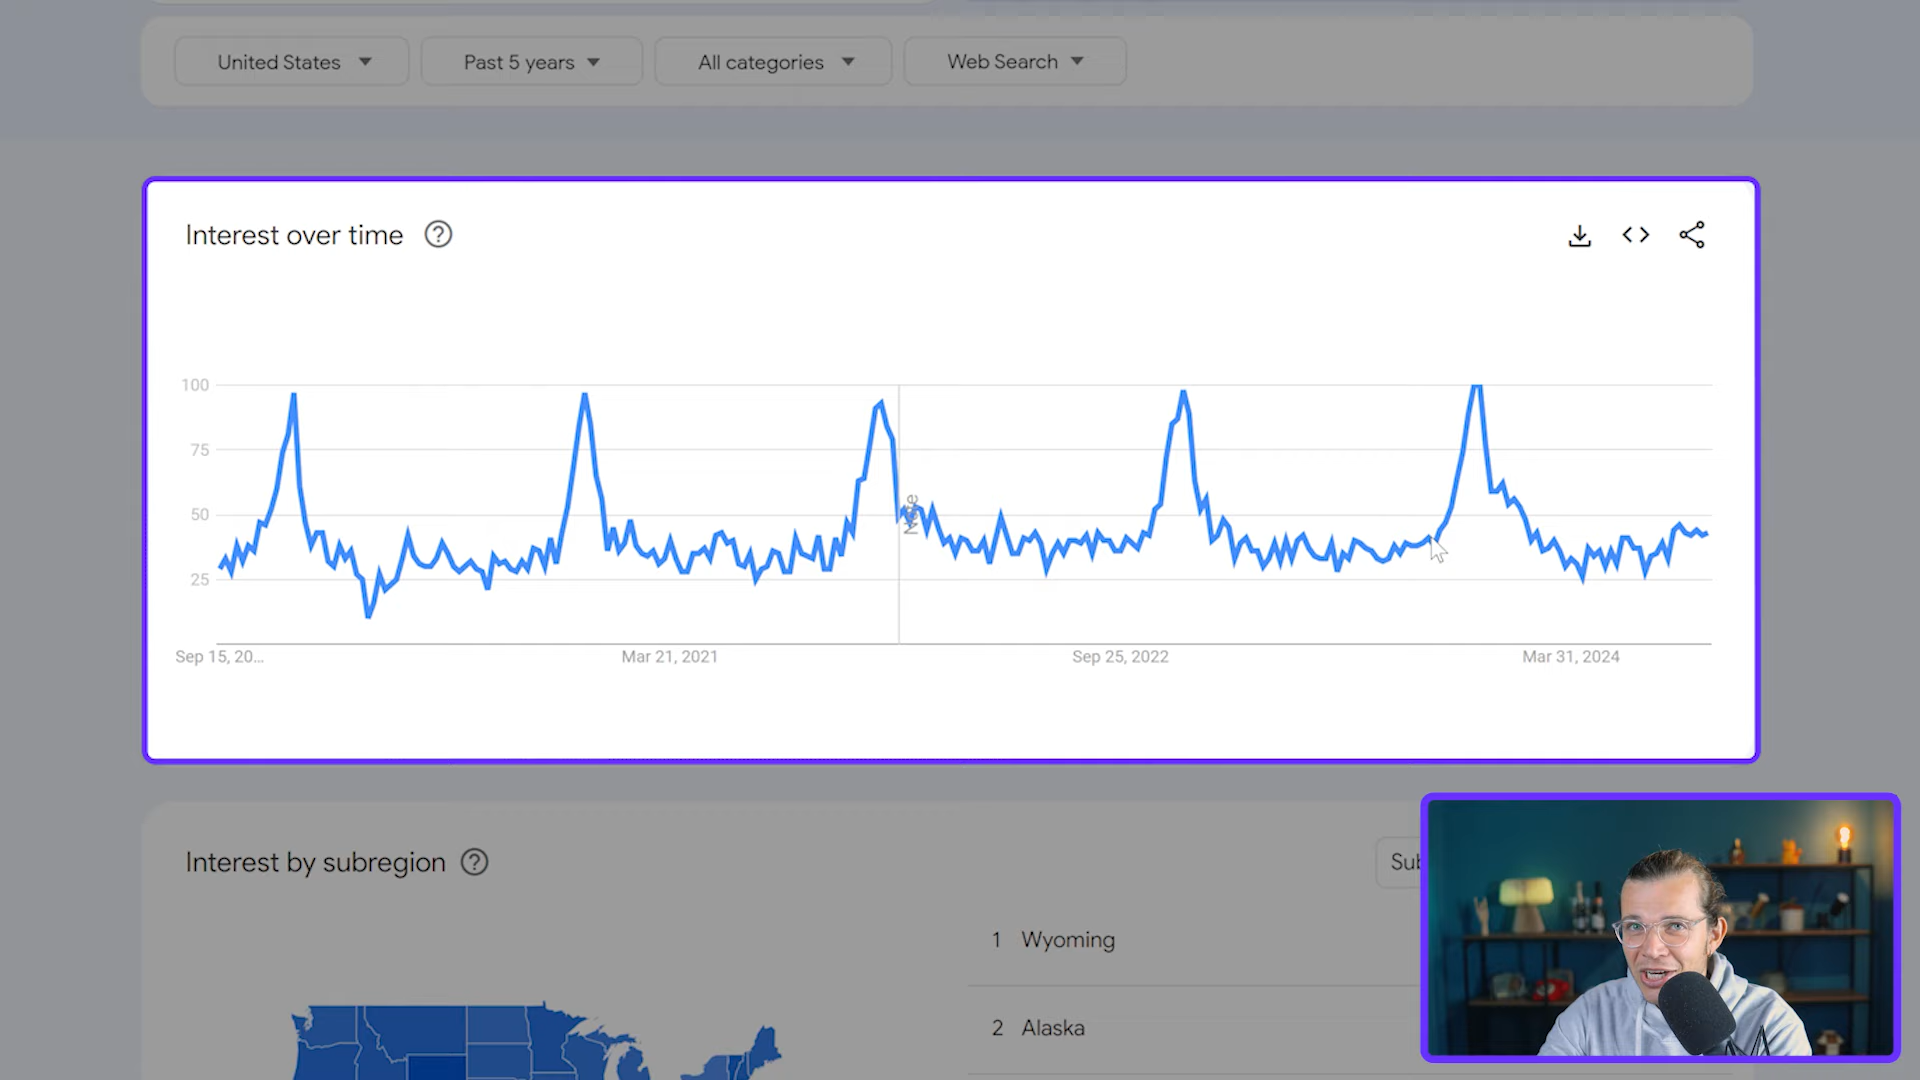 United States
Past 5 years
All categories
Web Search
Interest over time
100
75
50
25
Note
Sep 15, 20...
Mar 21, 2021
Sep 25, 2022
Mar 31, 2024
Interest by subregion
Sub
1 Wyoming
2 Alaska